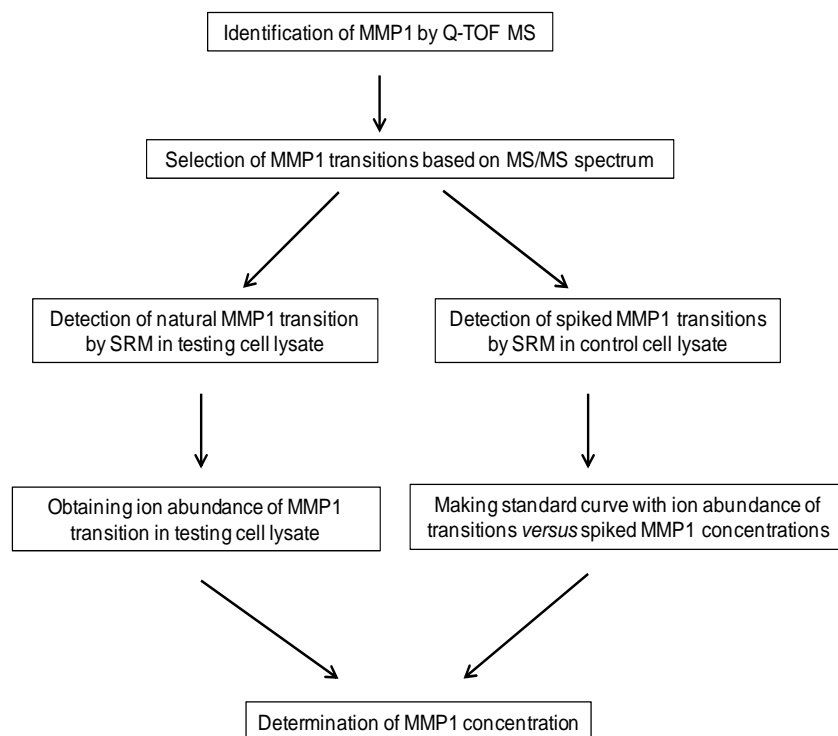 Identification of MMP1 by Q-TOF MS
Selection of MMP1 transitions based on MS/MS spectrum
Detection of natural MMP1 transition
by SRM in testing cell lysate
Detection of spiked MMP1 transitions
by SRM in control cell lysate
Obtaining ion abundance of MMP1
transition in testing cell lysate
Making standard curve with ion abundance of
transitions versus spiked MMP1 concentrations
Determination of MMP1 concentration